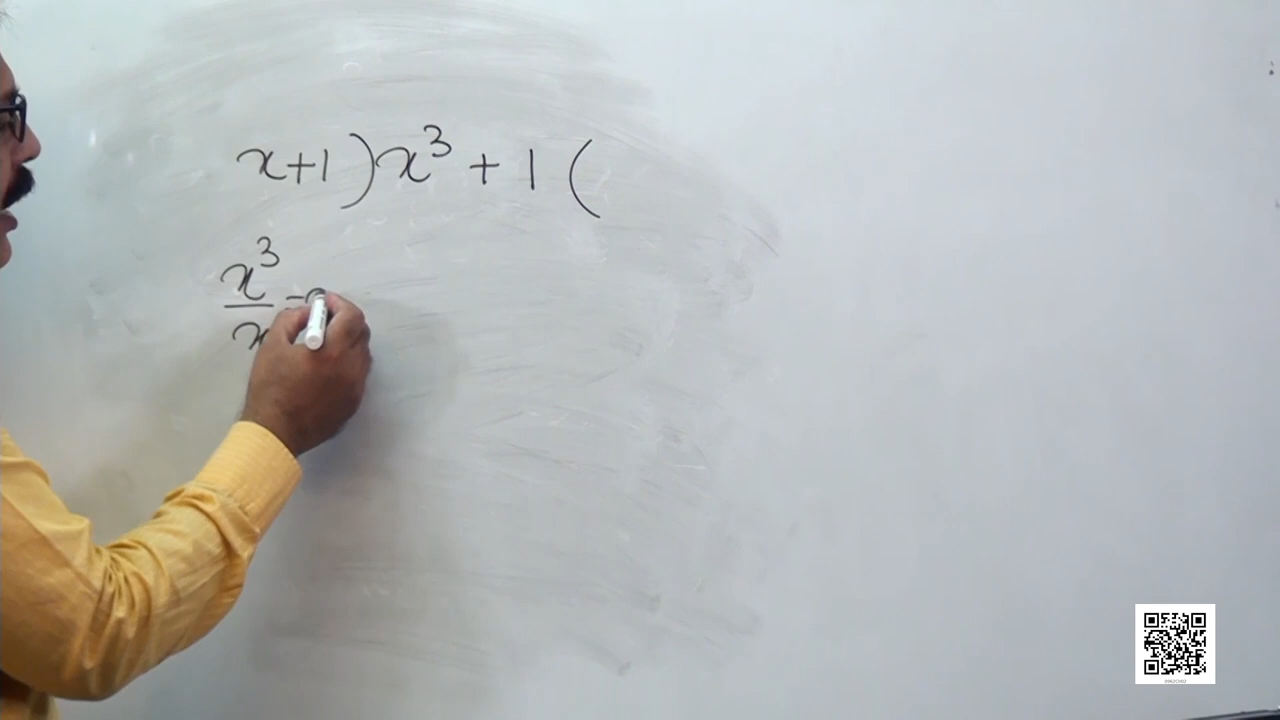 x+1)x³+1(
x³/x =